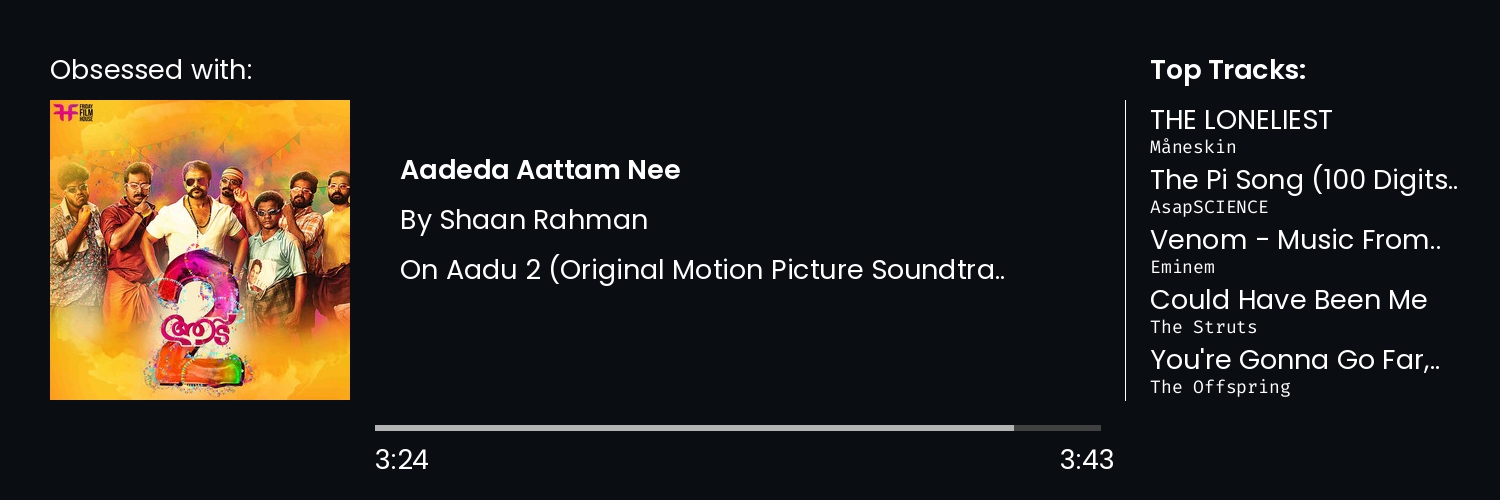 Obsessed with:
FRIDAY
FILM
HOUSE
ആട്
2
Aadeda Aattam Nee
By Shaan Rahman
On Aadu 2 (Original Motion Picture Soundtra..
3:24
3:43
Top Tracks:
THE LONELIEST
Måneskin
The Pi Song (100 Digits..
AsapSCIENCE
Venom - Music From..
Eminem
Could Have Been Me
The Struts
You're Gonna Go Far,..
The Offspring